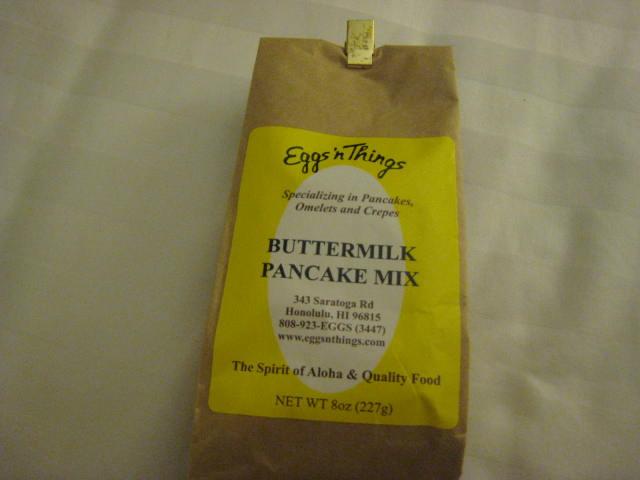 Eggs 'n Things
Specializing in Pancakes,
Omelets and Crepes
BUTTERMILK
PANCAKE MIX
343 Saratoga Rd
Honolulu, HI 96815
808-923-EGGS (3447)
www.eggsnthings.com
The Spirit of Aloha & Quality Food
NET WT 8oz (227g)